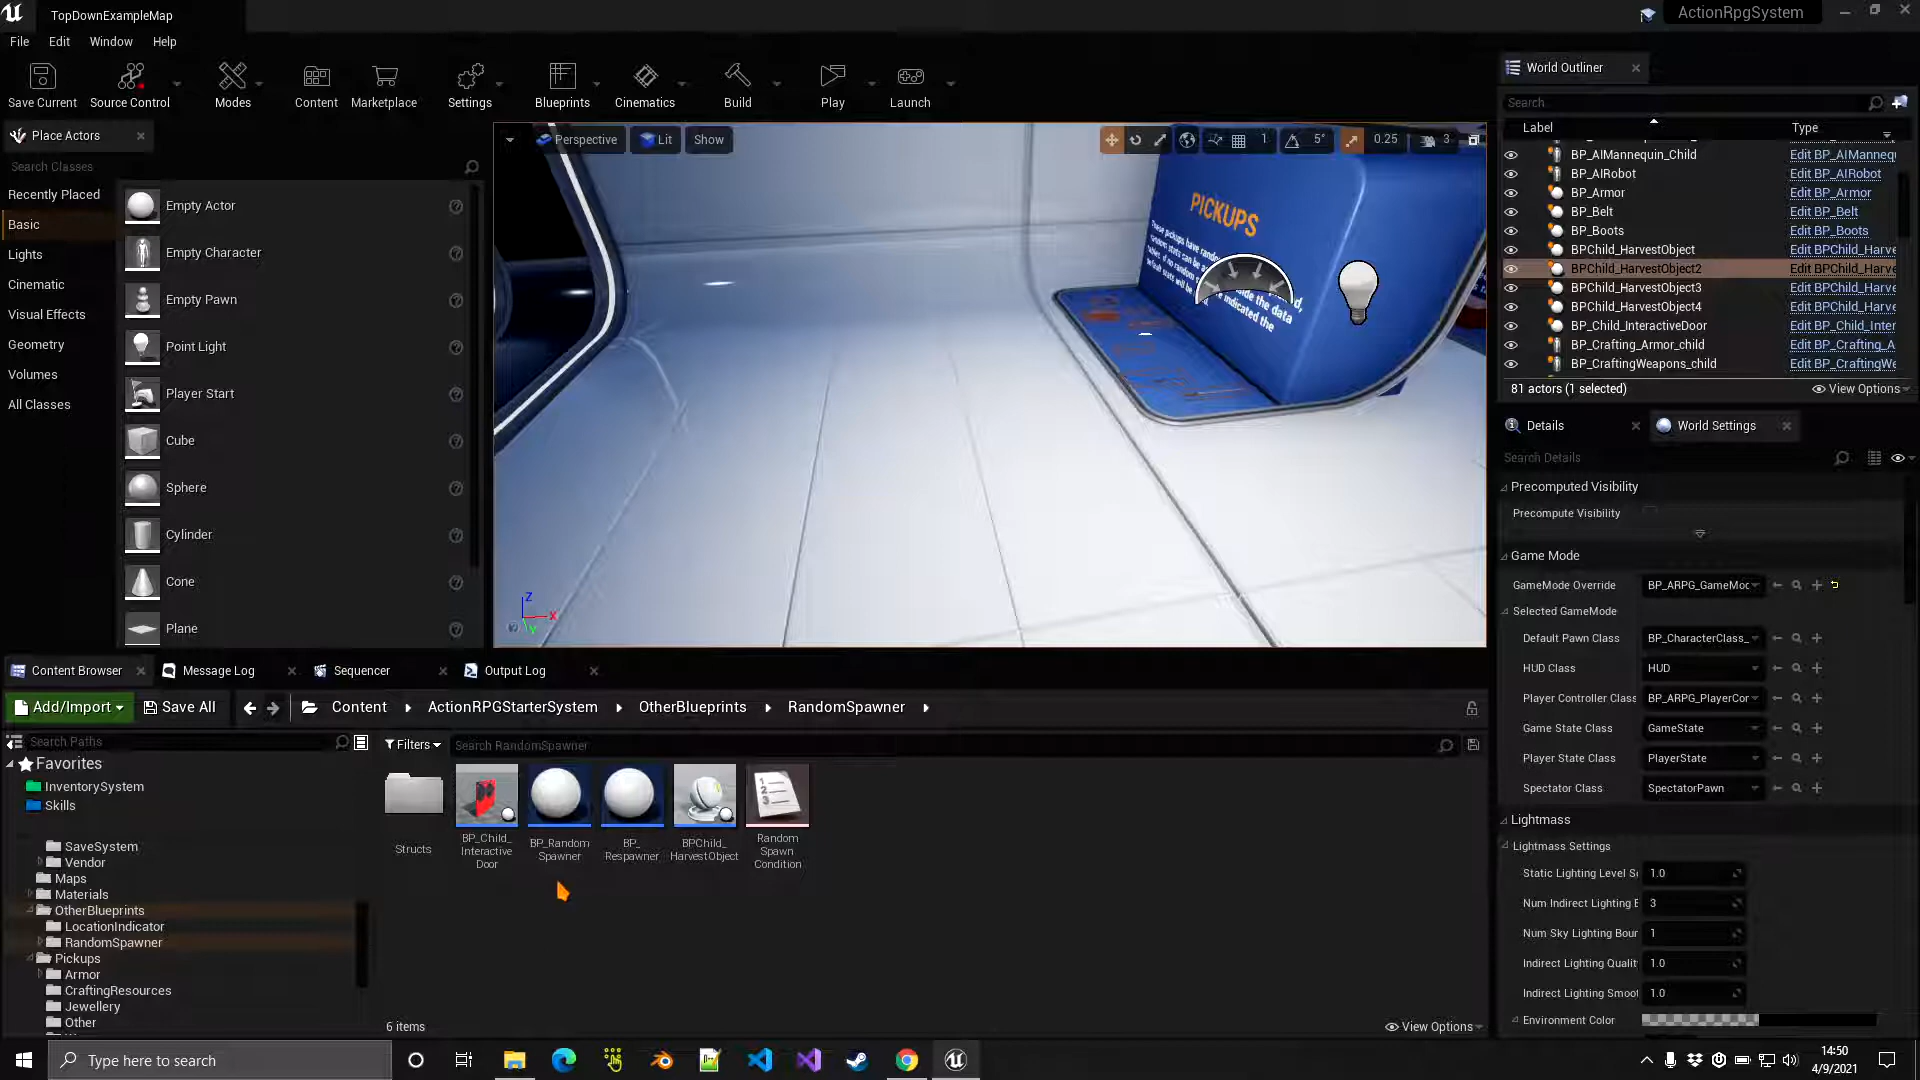 TopDownExampleMap
ActionRpgSystem
File Edit Window Help
Save Current
Source Control
Modes
Content
Marketplace
Settings
Blueprints
Cinematics
Build
Play
Launch
Place Actors
Search Classes
Recently Placed
Basic
Lights
Cinematic
Visual Effects
Geometry
Volumes
All Classes
Empty Actor
Empty Character
Empty Pawn
Point Light
Player Start
Cube
Sphere
Cylinder
Cone
Plane
Perspective
Lit
Show
1
5°
0.25
3
PICKUPS
These pickups have
Z
X
Y
World Outliner
Search...
Label Type
BP_AIMannequin_Child Edit BP_AIMannequ
BP_AIRobot Edit BP_AIRobot
BP_Armor Edit BP_Armor
BP_Belt Edit BP_Belt
BP_Boots Edit BP_Boots
BPChild_HarvestObject Edit BPChild_Harve
BPChild_HarvestObject2 Edit BPChild_Harve
BPChild_HarvestObject3 Edit BPChild_Harve
BPChild_HarvestObject4 Edit BPChild_Harve
BP_Child_InteractiveDoor Edit BP_Child_Inter
BP_Crafting_Armor_child Edit BP_Crafting_A
BP_CraftingWeapons_child Edit BP_CraftingWe
81 actors (1 selected)
View Options
Details
World Settings
Search Details
Precomputed Visibility
Precompute Visibility
Game Mode
GameMode Override BP_ARPG_GameMoc
Selected GameMode
Default Pawn Class BP_CharacterClass_
HUD Class HUD
Player Controller Class BP_ARPG_PlayerCor
Game State Class GameState
Player State Class PlayerState
Spectator Class SpectatorPawn
Lightmass
Lightmass Settings
Static Lighting Level Sc 1.0
Num Indirect Lighting B 3
Num Sky Lighting Bour 1
Indirect Lighting Qualit 1.0
Indirect Lighting Smoot 1.0
Environment Color
Content Browser
Message Log
Sequencer
Output Log
Add/Import
Save All
Content
ActionRPGStarterSystem
OtherBlueprints
RandomSpawner
Search Paths
Filters
Search RandomSpawner
Favorites
InventorySystem
Skills
SaveSystem
Vendor
Maps
Materials
OtherBlueprints
LocationIndicator
RandomSpawner
Pickups
Armor
CraftingResources
Jewellery
Other
Structs
BP_Child_
Interactive
Door
BP_Random
Spawner
BP_
Respawner
BPChild_
HarvestObject
Random
Spawn
Condition
6 items
View Options
Type here to search
14:50
4/9/2021